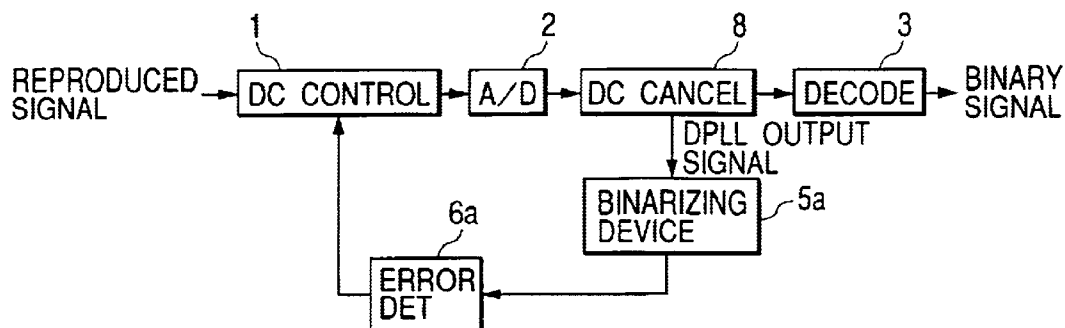 1
2
8
3
REPRODUCED
SIGNAL
DC CONTROL
A/D
DC CANCEL
DECODE
BINARY
SIGNAL
DPLL OUTPUT
SIGNAL
BINARIZING
DEVICE
5a
6a
ERROR
DET